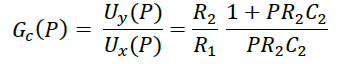 G_c(P) = U_y(P)/U_x(P) = R_2/R_1 (1 + PR_2C_2)/(PR_2C_2)